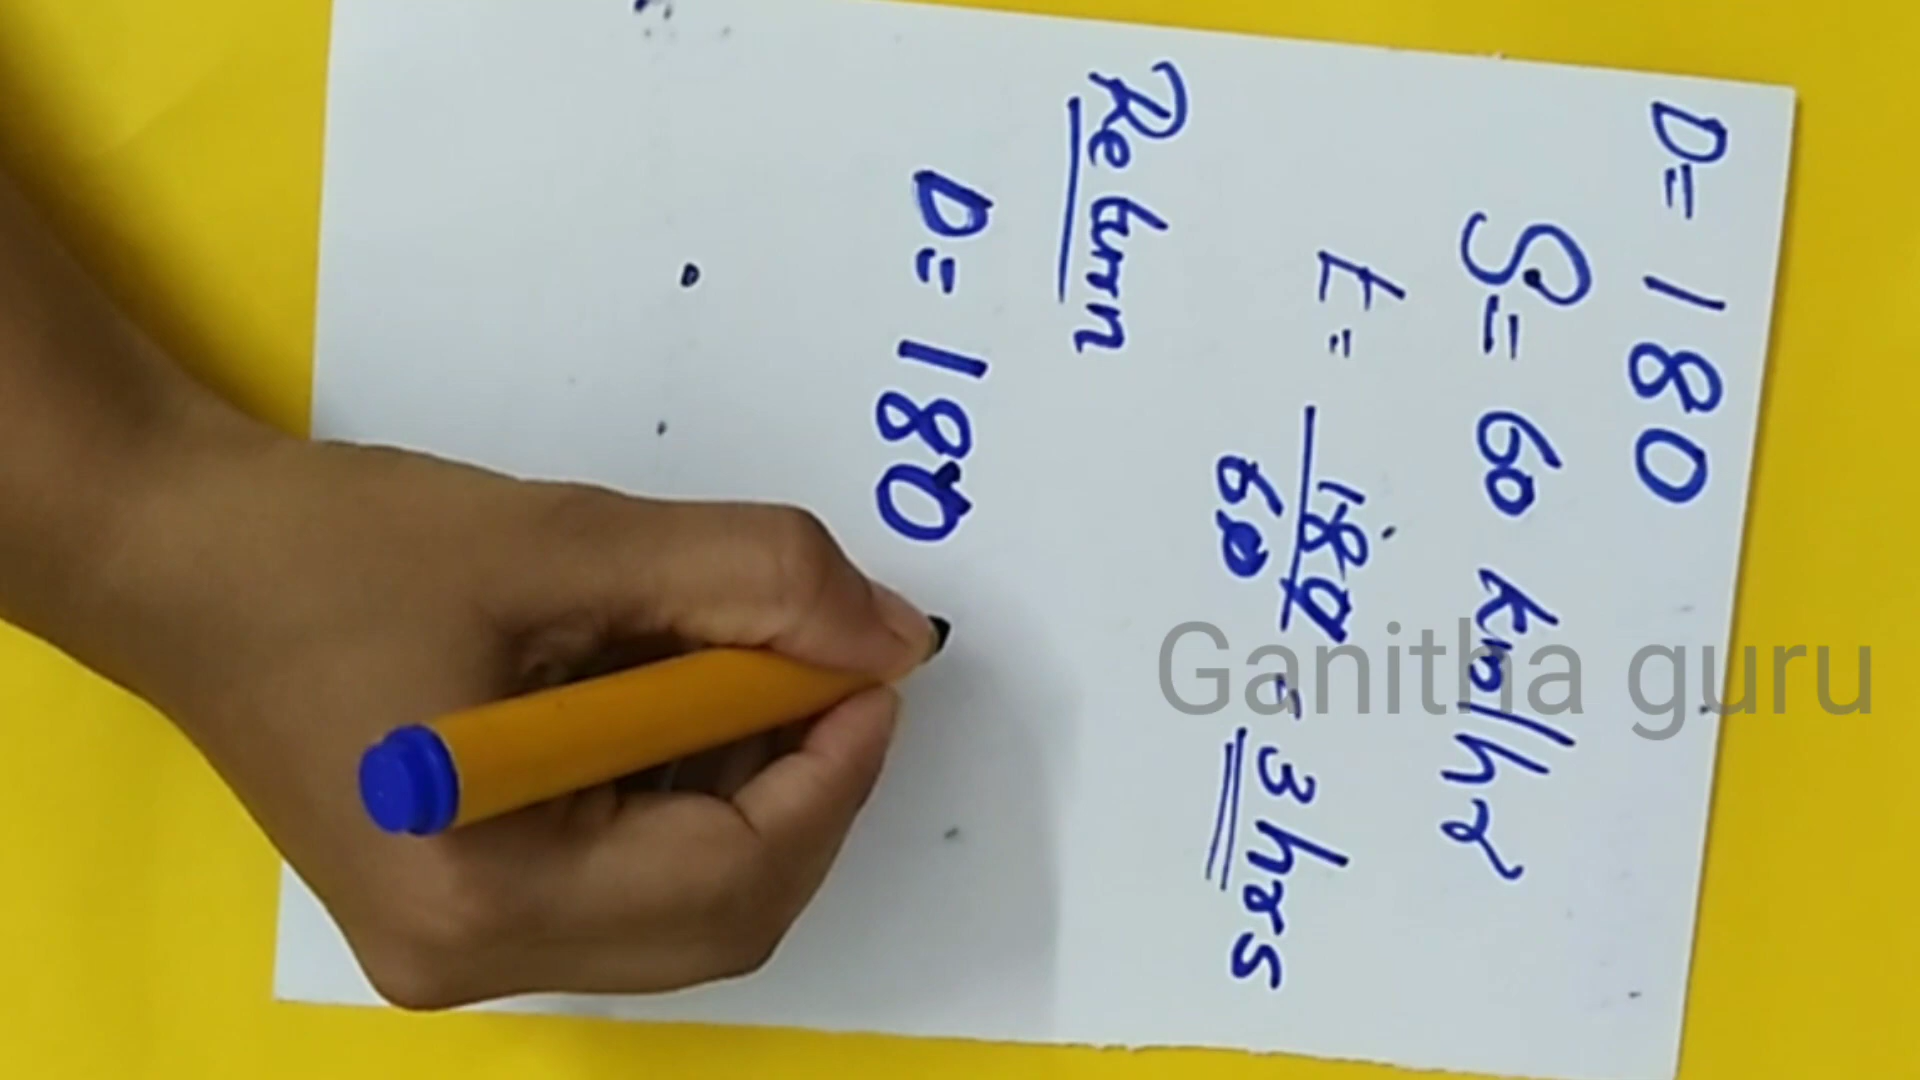 D= 180
S= 60 km/hr
t = 180/60 = 3 hrs
Return
D= 180
Ganitha guru